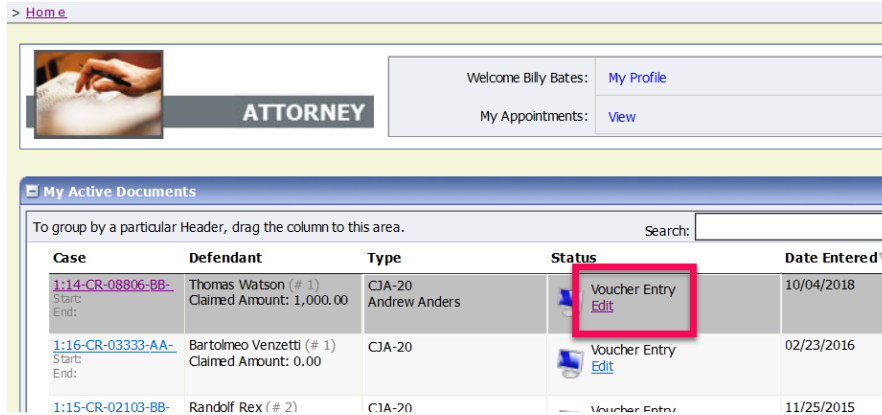 > Home
ATTORNEY
Welcome Billy Bates: My Profile
My Appointments: View
My Active Documents
To group by a particular Header, drag the column to this area. Search:
Case Defendant Type Status Date Entered
1:14-CR-08806-BB- Thomas Watson (# 1) CJA-20 Voucher Entry 10/04/2018
Start: Claimed Amount: 1,000.00 Andrew Anders Edit
End:
1:16-CR-03333-AA- Bartolmeo Venzetti (# 1) CJA-20 Voucher Entry 02/23/2016
Start: Claimed Amount: 0.00 Edit
End:
1:15-CR-02103-BB- Randolf Rex (# 2) CJA-20 Voucher Entry 11/25/2015